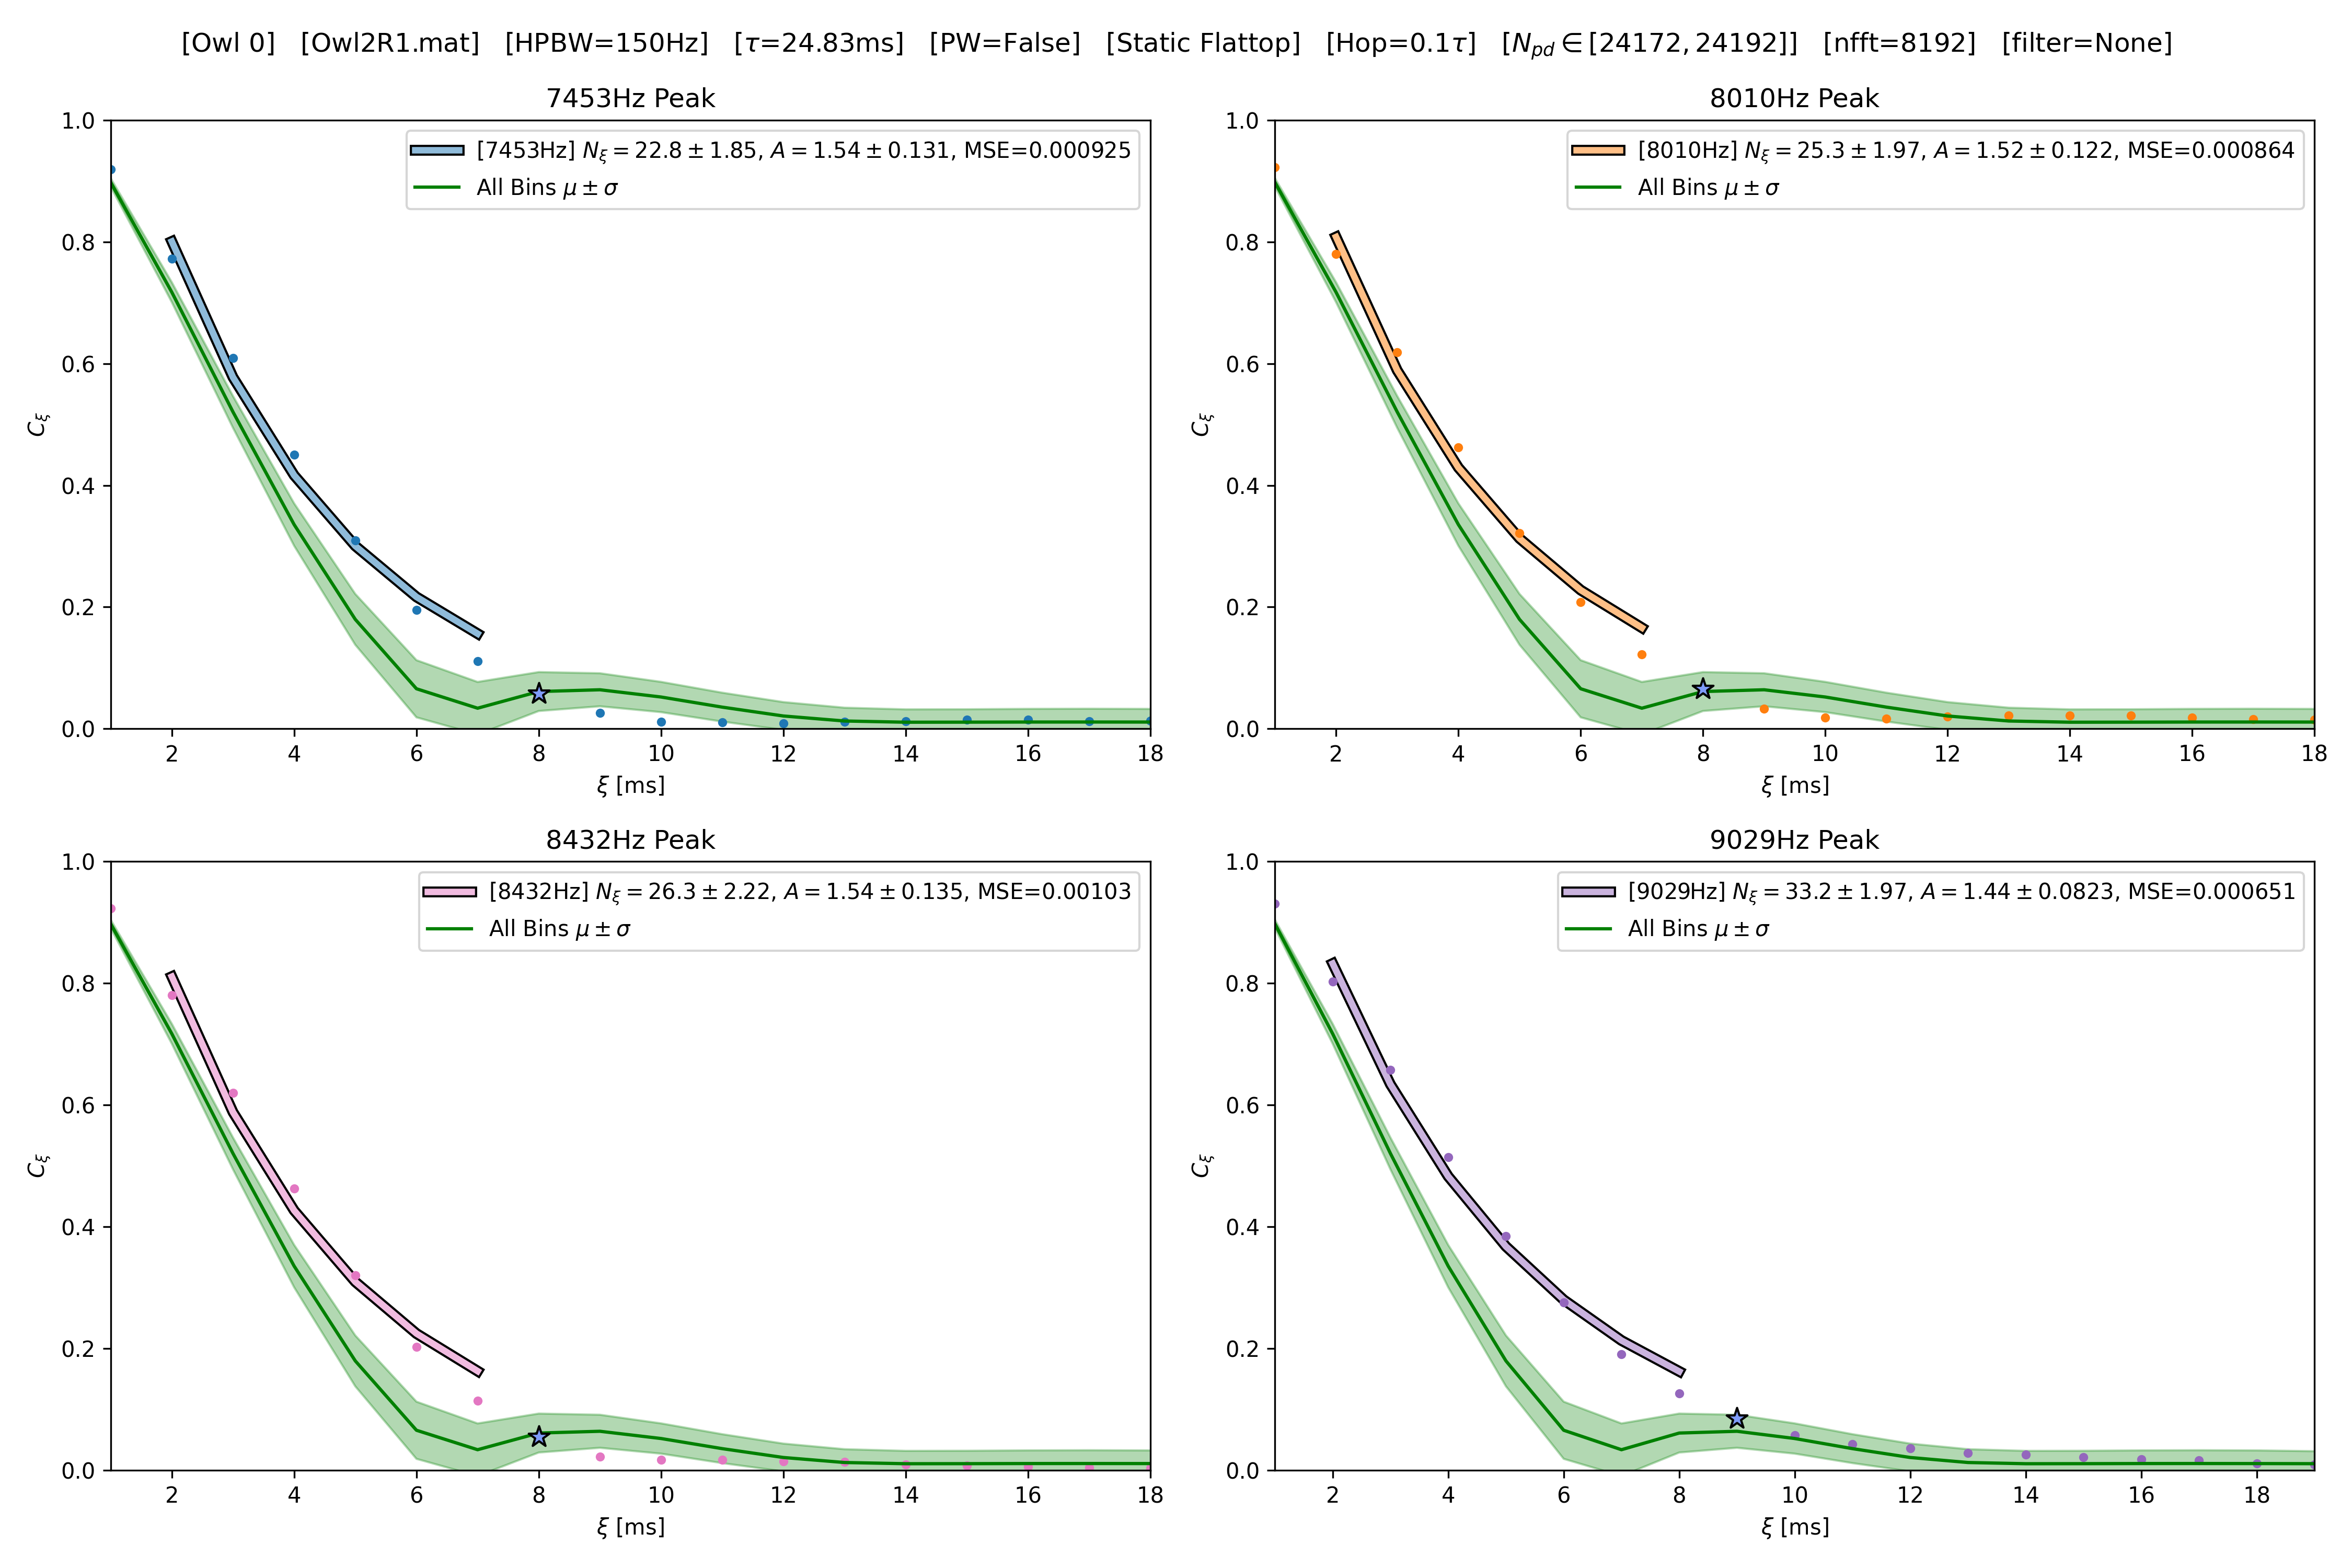 [Owl 0] [Owl2R1.mat] [HPBW=150Hz] [τ=24.83ms] [PW=False] [Static Flattop] [Hop=0.1τ] [N_pd ∈ [24172, 24192]] [nfft=8192] [filter=None]
7453Hz Peak
[7453Hz] N_ξ = 22.8 ± 1.85, A = 1.54 ± 0.131, MSE=0.000925
All Bins μ ± σ
1.0
0.8
0.6
0.4
0.2
0.0
C_ξ
2 4 6 8 10 12 14 16 18
ξ [ms]
8010Hz Peak
[8010Hz] N_ξ = 25.3 ± 1.97, A = 1.52 ± 0.122, MSE=0.000864
All Bins μ ± σ
1.0
0.8
0.6
0.4
0.2
0.0
C_ξ
2 4 6 8 10 12 14 16 18
ξ [ms]
8432Hz Peak
[8432Hz] N_ξ = 26.3 ± 2.22, A = 1.54 ± 0.135, MSE=0.00103
All Bins μ ± σ
1.0
0.8
0.6
0.4
0.2
0.0
C_ξ
2 4 6 8 10 12 14 16 18
ξ [ms]
9029Hz Peak
[9029Hz] N_ξ = 33.2 ± 1.97, A = 1.44 ± 0.0823, MSE=0.000651
All Bins μ ± σ
1.0
0.8
0.6
0.4
0.2
0.0
C_ξ
2 4 6 8 10 12 14 16 18
ξ [ms]